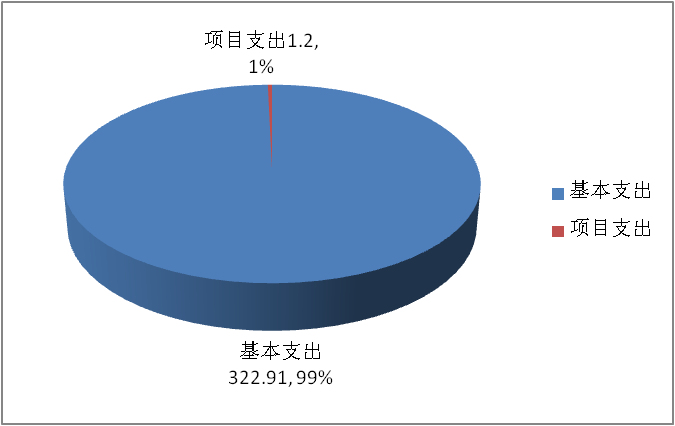 项目支出1.2,
1%
基本支出
项目支出
基本支出
322.91, 99%